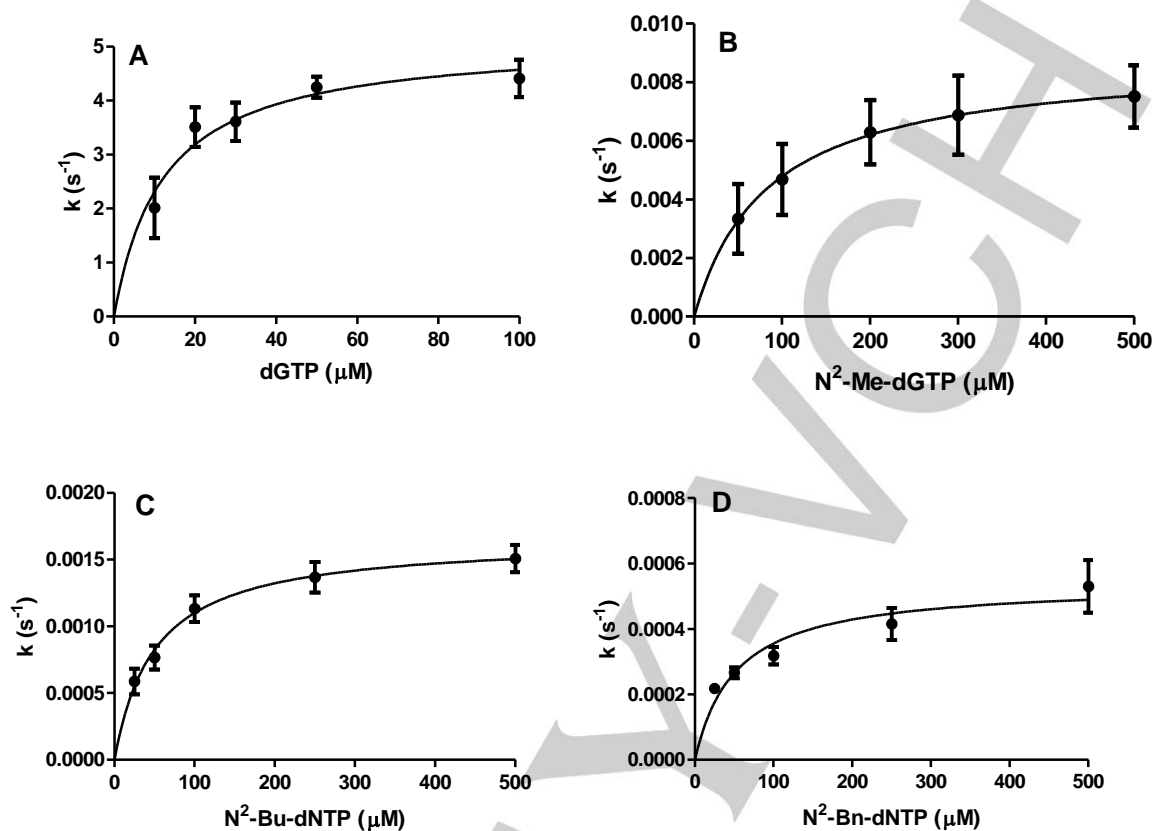 A
k (s⁻¹)
5
4
3
2
1
0
0 20 40 60 80 100
dGTP (μM)
B
k (s⁻¹)
0.010
0.008
0.006
0.004
0.002
0.000
0 100 200 300 400 500
N²-Me-dGTP (μM)
C
k (s⁻¹)
0.0020
0.0015
0.0010
0.0005
0.0000
0 100 200 300 400 500
N²-Bu-dNTP (μM)
D
k (s⁻¹)
0.0008
0.0006
0.0004
0.0002
0.0000
0 100 200 300 400 500
N²-Bn-dNTP (μM)
Y-VCH